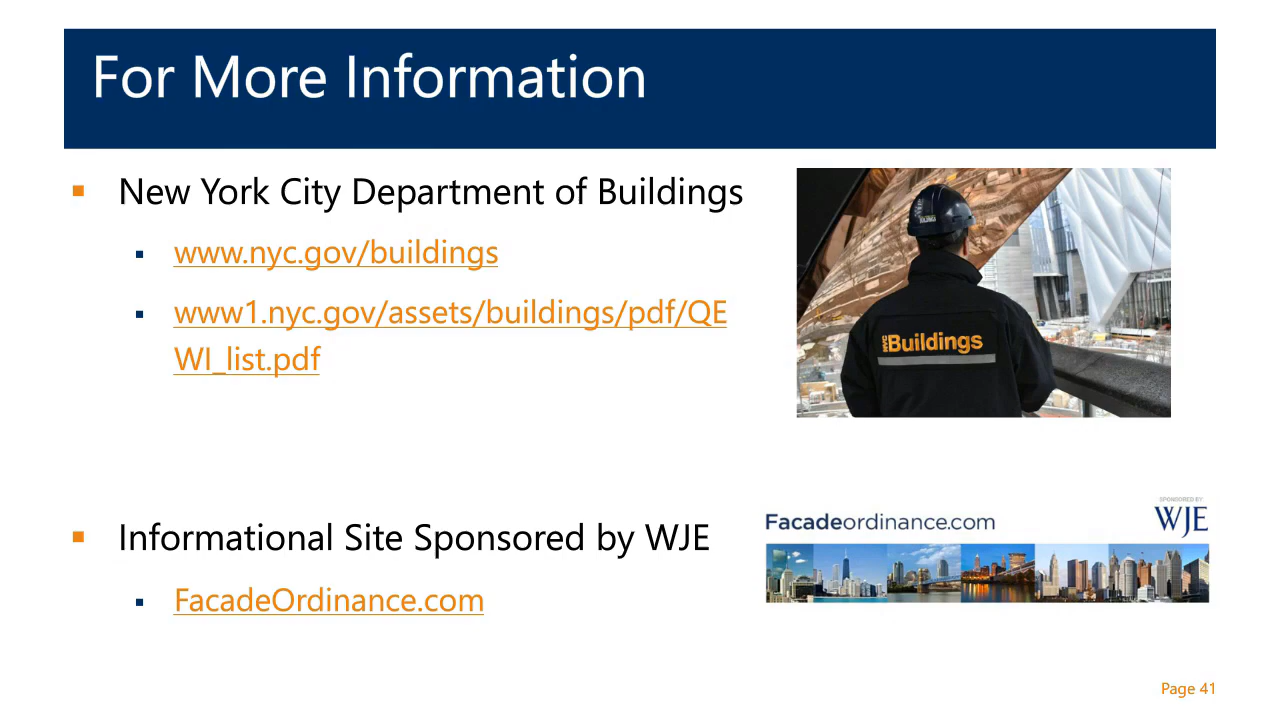 For More Information
New York City Department of Buildings
www.nyc.gov/buildings
www1.nyc.gov/assets/buildings/pdf/QE
WI_list.pdf
NYC Buildings
Informational Site Sponsored by WJE
FacadeOrdinance.com
SPONSORED BY
WJE
Facadeordinance.com
Page 41